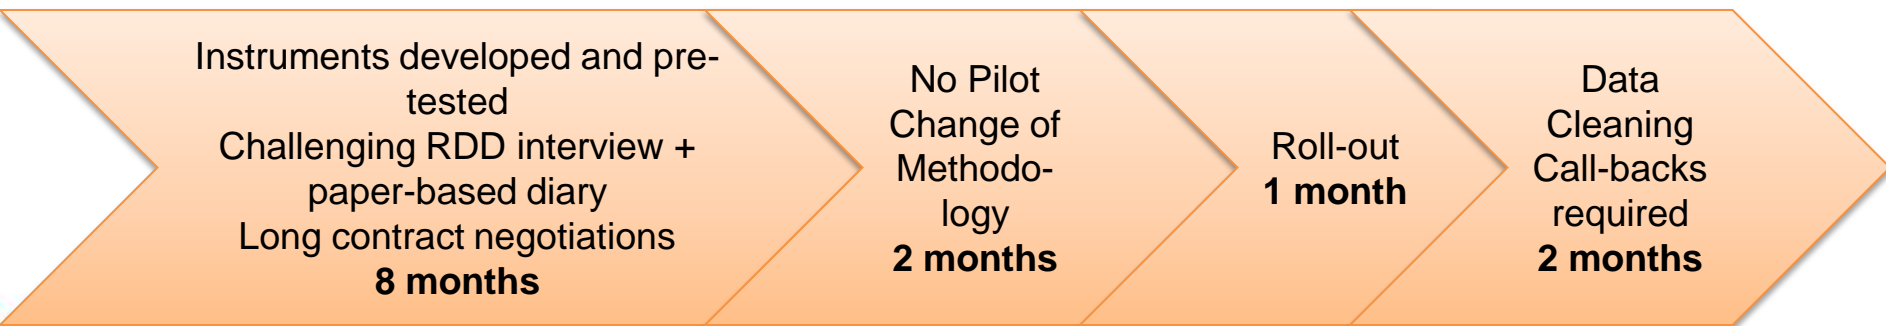 Instruments developed and pre-
tested
Challenging RDD interview +
paper-based diary
Long contract negotiations
8 months
No Pilot
Change of
Methodo-
logy
2 months
Roll-out
1 month
Data
Cleaning
Call-backs
required
2 months